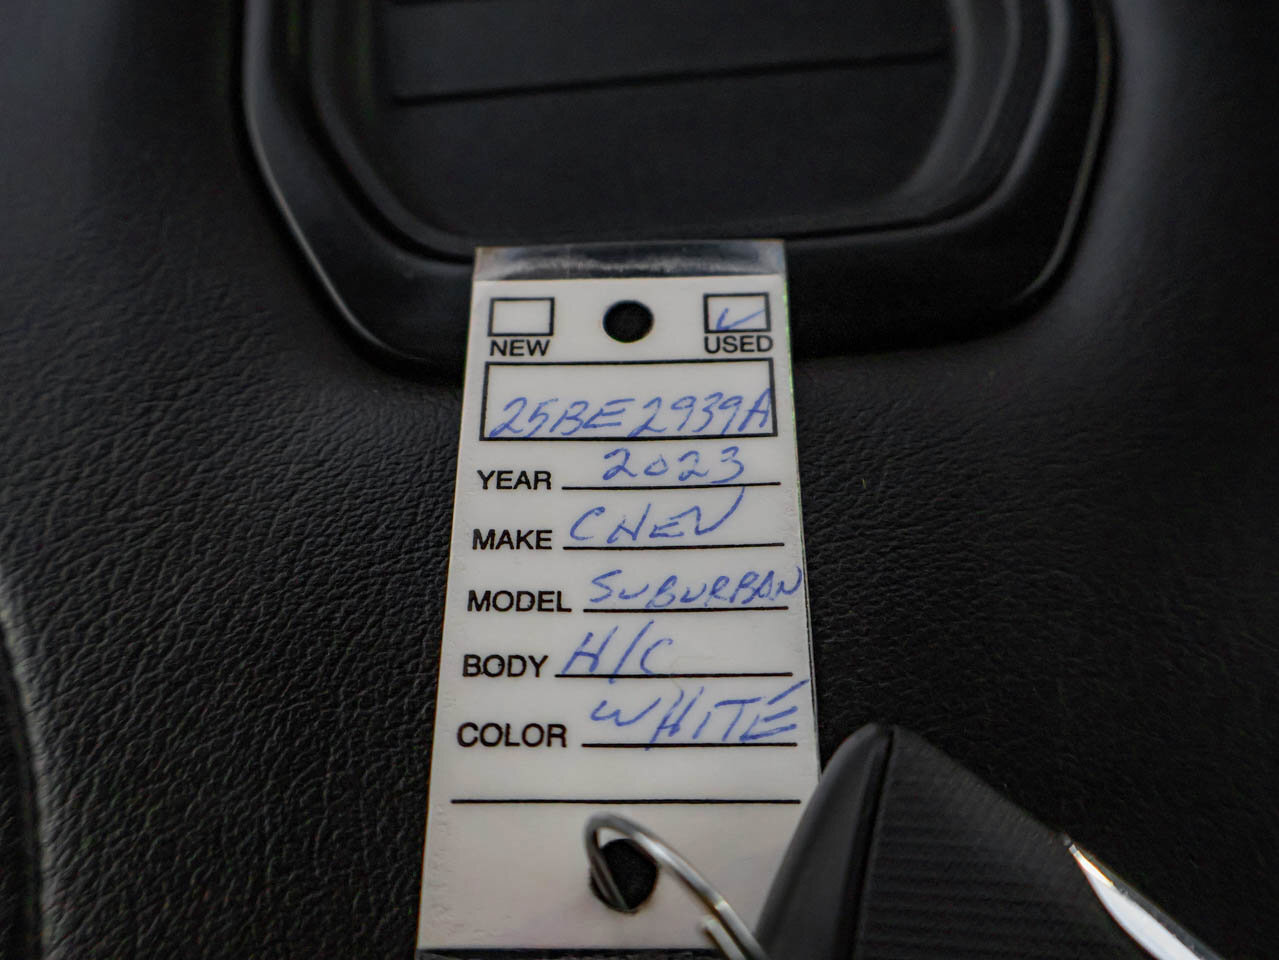 NEW USED
25BE2939A
YEAR 2023
MAKE CHEV
MODEL SUBURBAN
BODY H/C
COLOR WHITE